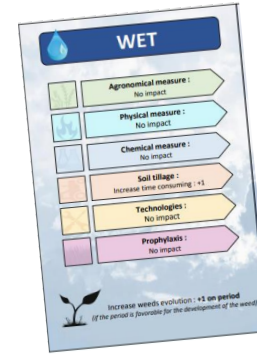 WET
Agronomical measure :
No impact
Physical measure :
No impact
Chemical measure :
No impact
Soil tillage :
Increase time consuming : +1
Technologies :
No impact
Prophylaxis :
No impact
Increase weeds evolution : +1 on period
(if the period is favorable for the development of the weed)